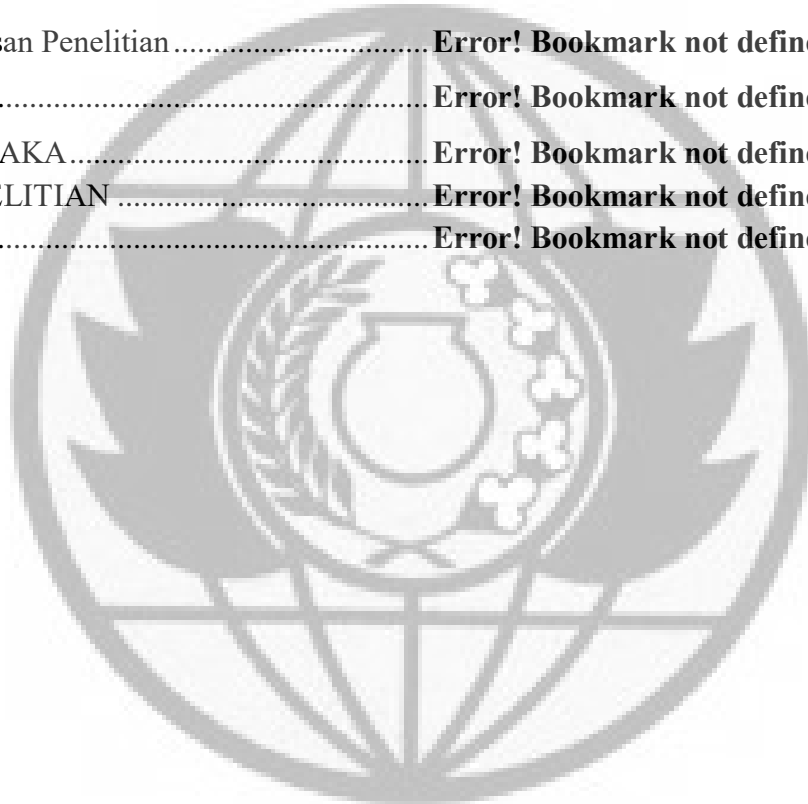 san Penelitian .............................. Error! Bookmark not define
.................................................. Error! Bookmark not define
AKA .......................................... Error! Bookmark not define
ELITIAN .................................... Error! Bookmark not define
.................................................. Error! Bookmark not define